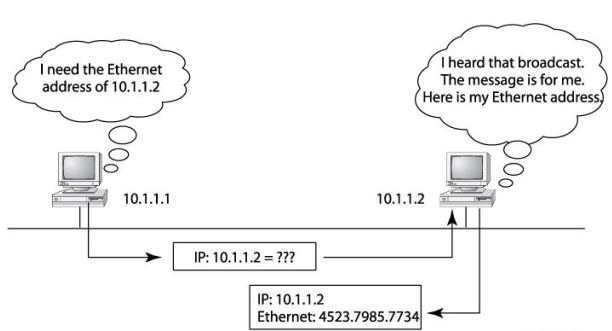 I need the Ethernet
address of 10.1.1.2
I heard that broadcast.
The message is for me.
Here is my Ethernet address.
10.1.1.1
10.1.1.2
IP: 10.1.1.2 = ???
IP: 10.1.1.2
Ethernet: 4523.7985.7734